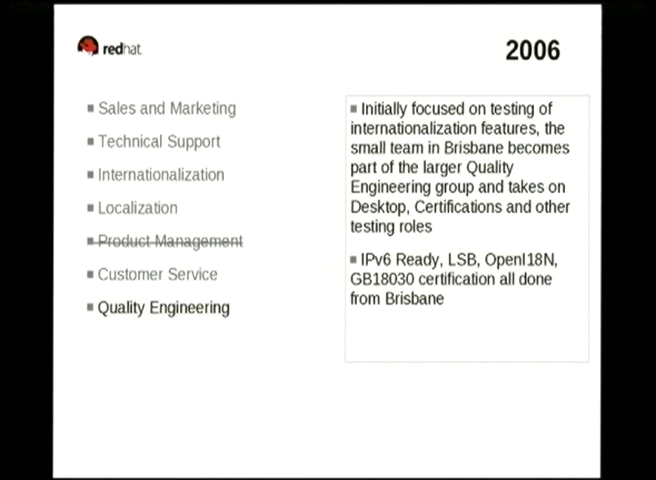 redhat
2006
Sales and Marketing
Technical Support
Internationalization
Localization
Product Management
Customer Service
Quality Engineering
Initially focused on testing of
internationalization features, the
small team in Brisbane becomes
part of the larger Quality
Engineering group and takes on
Desktop, Certifications and other
testing roles
IPv6 Ready, LSB, OpenI18N,
GB18030 certification all done
from Brisbane